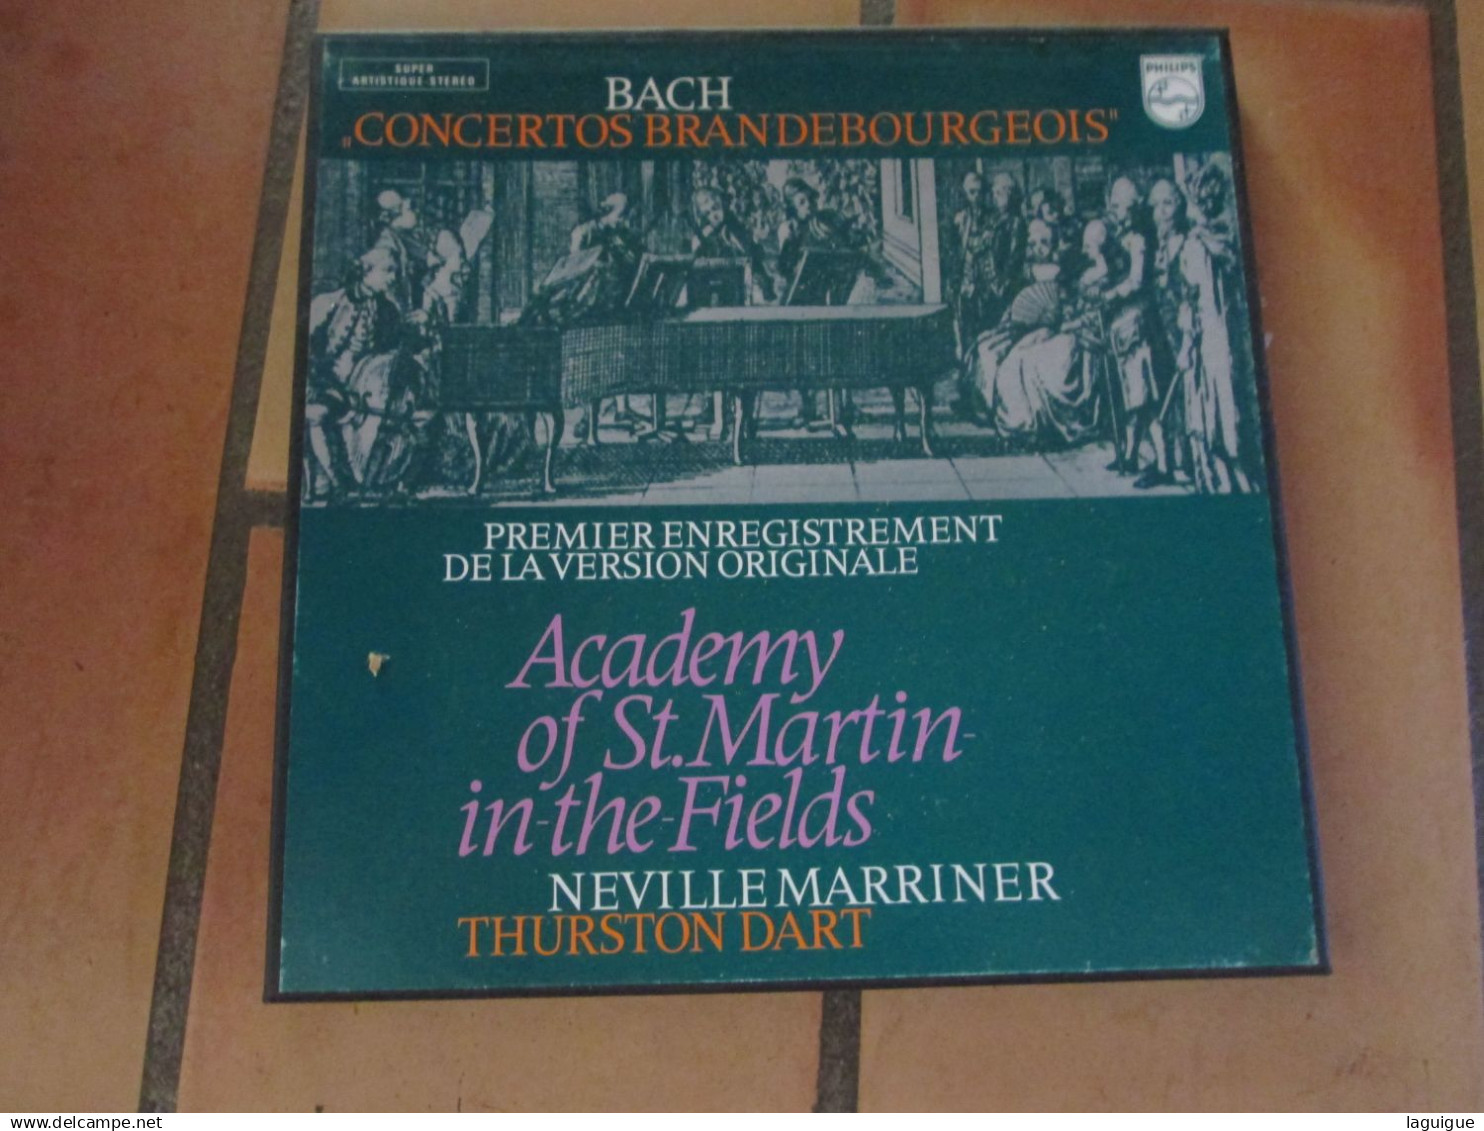 SUPER
ARTISTIQUE-STEREO
PHILIPS
BACH
„CONCERTOS BRANDEBOURGEOIS"
PREMIER ENREGISTREMENT
DE LA VERSION ORIGINALE
Academy
of St. Martin-
in-the-Fields
NEVILLE MARRINER
THURSTON DART
www.delcampe.net
laguigue